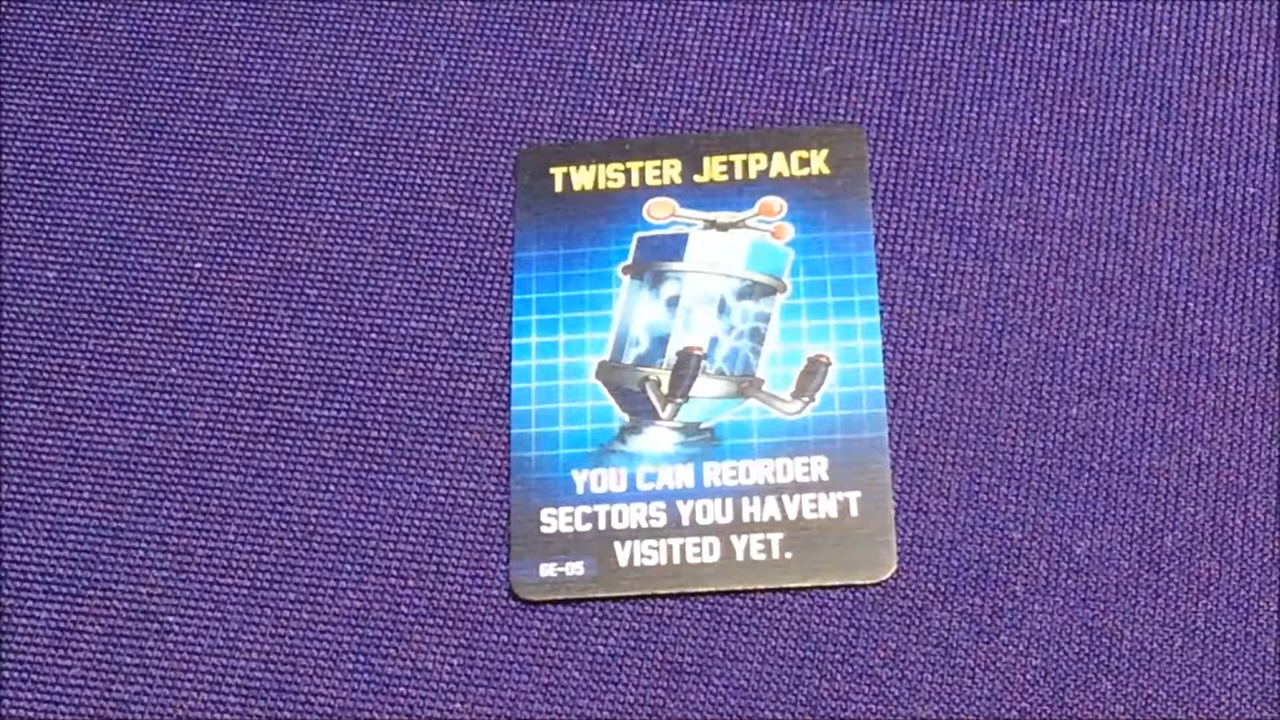 TWISTER JETPACK
YOU CAN REORDER
SECTORS YOU HAVEN'T
VISITED YET.
GE-05